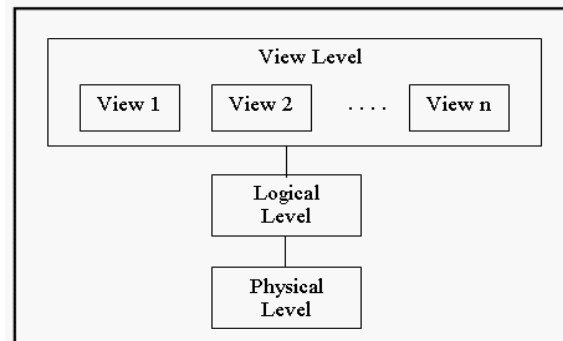 View Level
View 1 View 2 . . . . View n
Logical
Level
Physical
Level